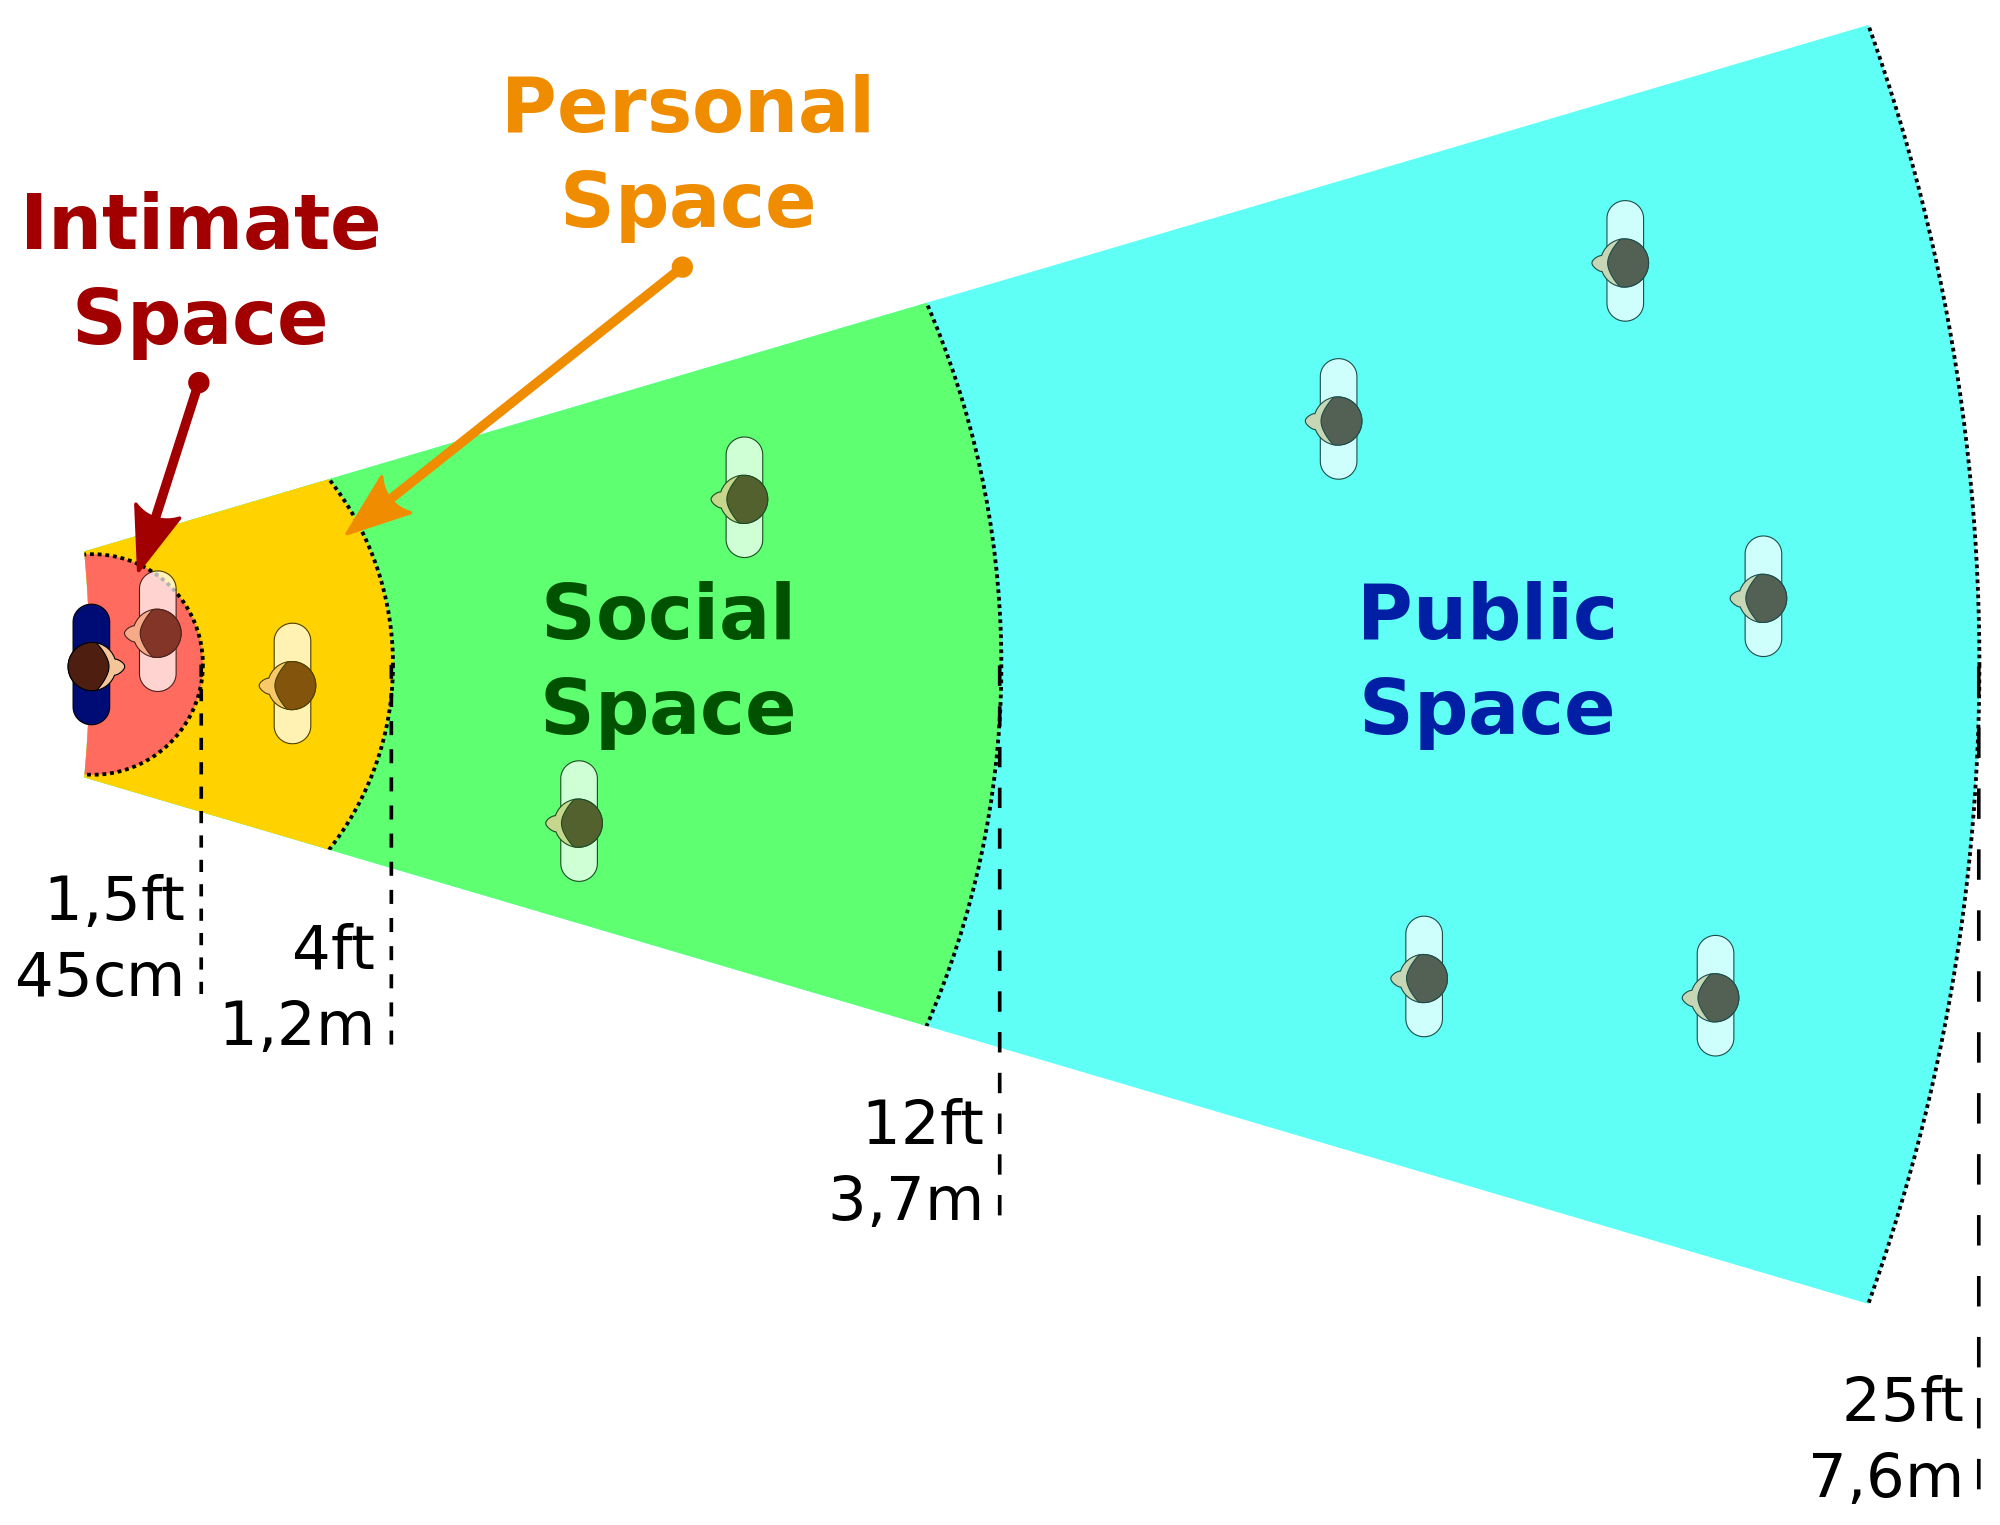 Personal
Space
Intimate
Space
Social
Space
Public
Space
1,5ft
45cm
4ft
1,2m
12ft
3,7m
25ft
7,6m